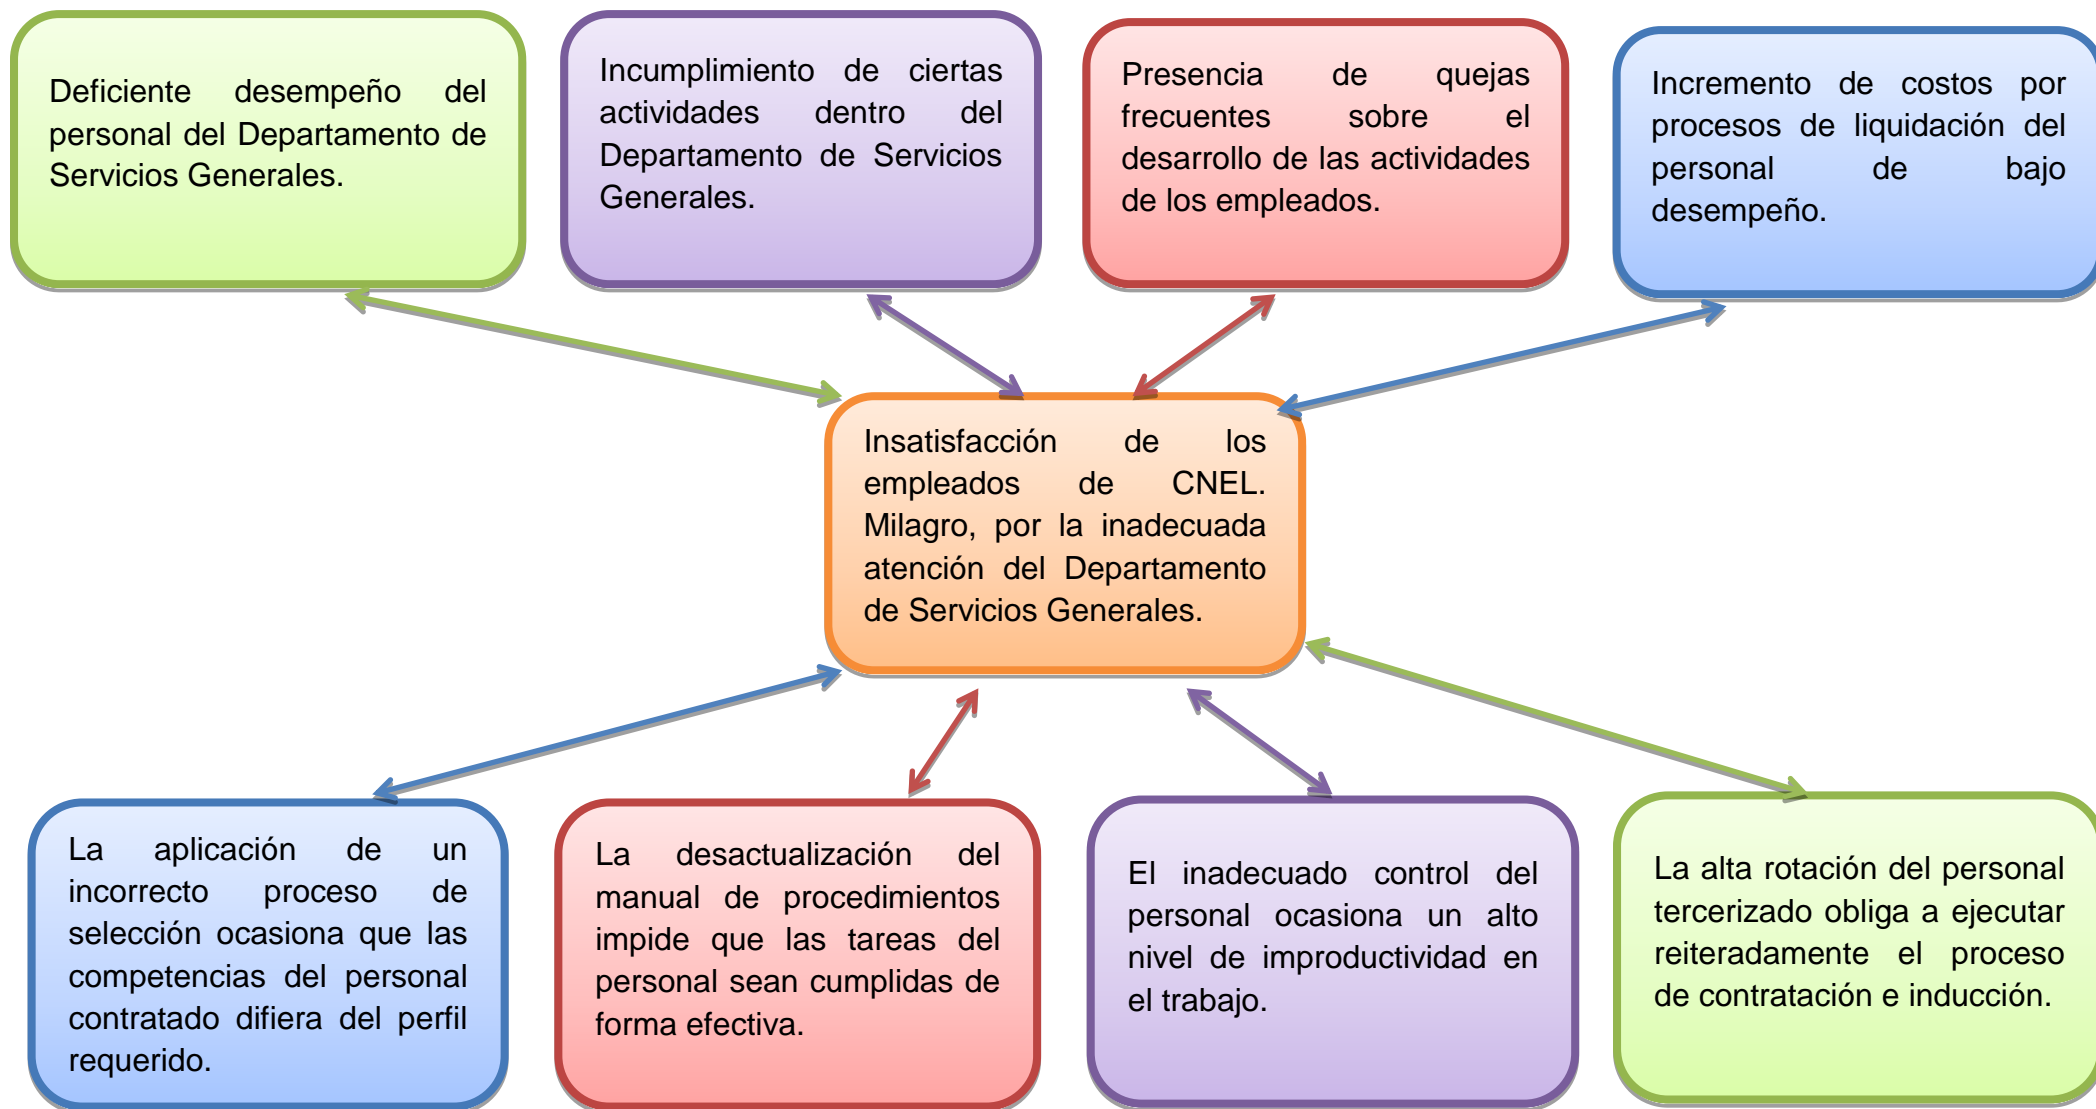 Deficiente desempeño del
personal del Departamento de
Servicios Generales.
Incumplimiento de ciertas
actividades dentro del
Departamento de Servicios
Generales.
Presencia de quejas
frecuentes sobre el
desarrollo de las actividades
de los empleados.
Incremento de costos por
procesos de liquidación del
personal de bajo
desempeño.
Insatisfacción de los
empleados de CNEL.
Milagro, por la inadecuada
atención del Departamento
de Servicios Generales.
La aplicación de un
incorrecto proceso de
selección ocasiona que las
competencias del personal
contratado difiera del perfil
requerido.
La desactualización del
manual de procedimientos
impide que las tareas del
personal sean cumplidas de
forma efectiva.
El inadecuado control del
personal ocasiona un alto
nivel de improductividad en
el trabajo.
La alta rotación del personal
tercerizado obliga a ejecutar
reiteradamente el proceso
de contratación e inducción.